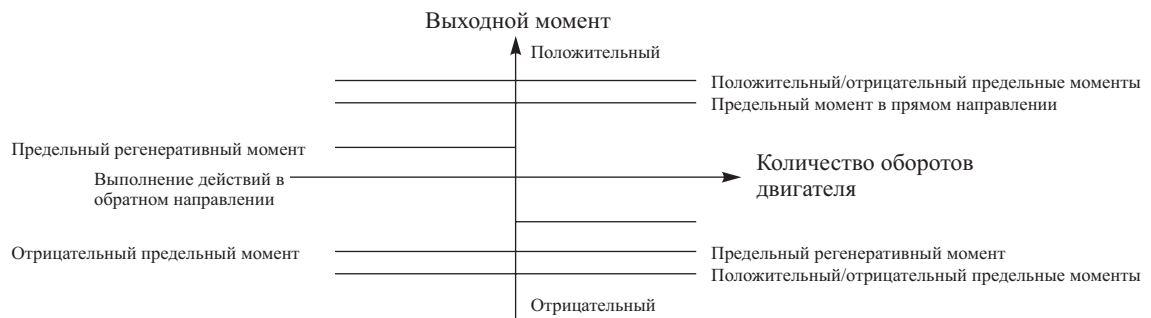 Выходной момент
Положительный
Положительный/отрицательный предельные моменты
Предельный момент в прямом направлении
Предельный регенеративный момент
Количество оборотов
двигателя
Выполнение действий в
обратном направлении
Отрицательный предельный момент
Предельный регенеративный момент
Положительный/отрицательный предельные моменты
Отрицательный